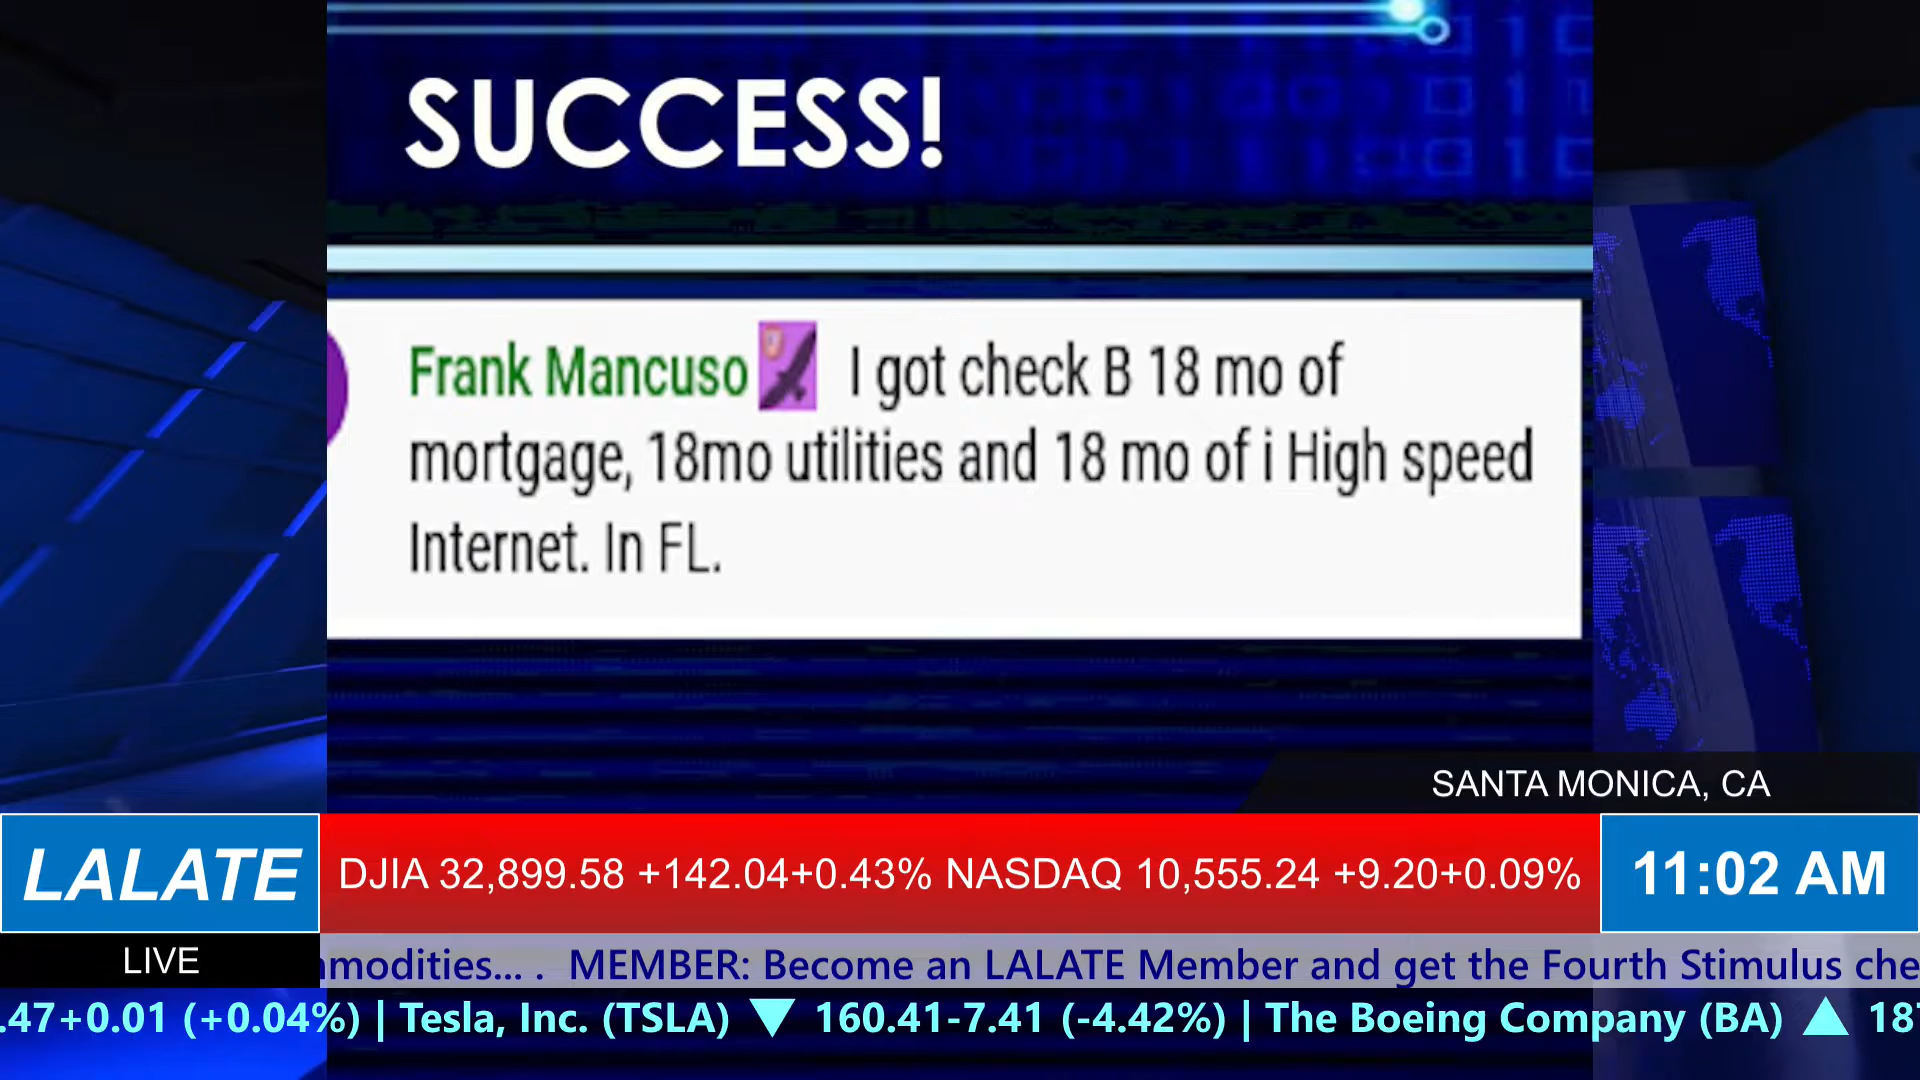 SUCCESS!
Frank Mancuso I got check B 18 mo of
mortgage, 18mo utilities and 18 mo of i High speed
Internet. In FL.
SANTA MONICA, CA
LALATE
DJIA 32,899.58 +142.04+0.43% NASDAQ 10,555.24 +9.20+0.09%
11:02 AM
LIVE
mmodities... . MEMBER: Become an LALATE Member and get the Fourth Stimulus che
.47+0.01 (+0.04%) | Tesla, Inc. (TSLA) ▼ 160.41-7.41 (-4.42%) | The Boeing Company (BA) ▲ 18